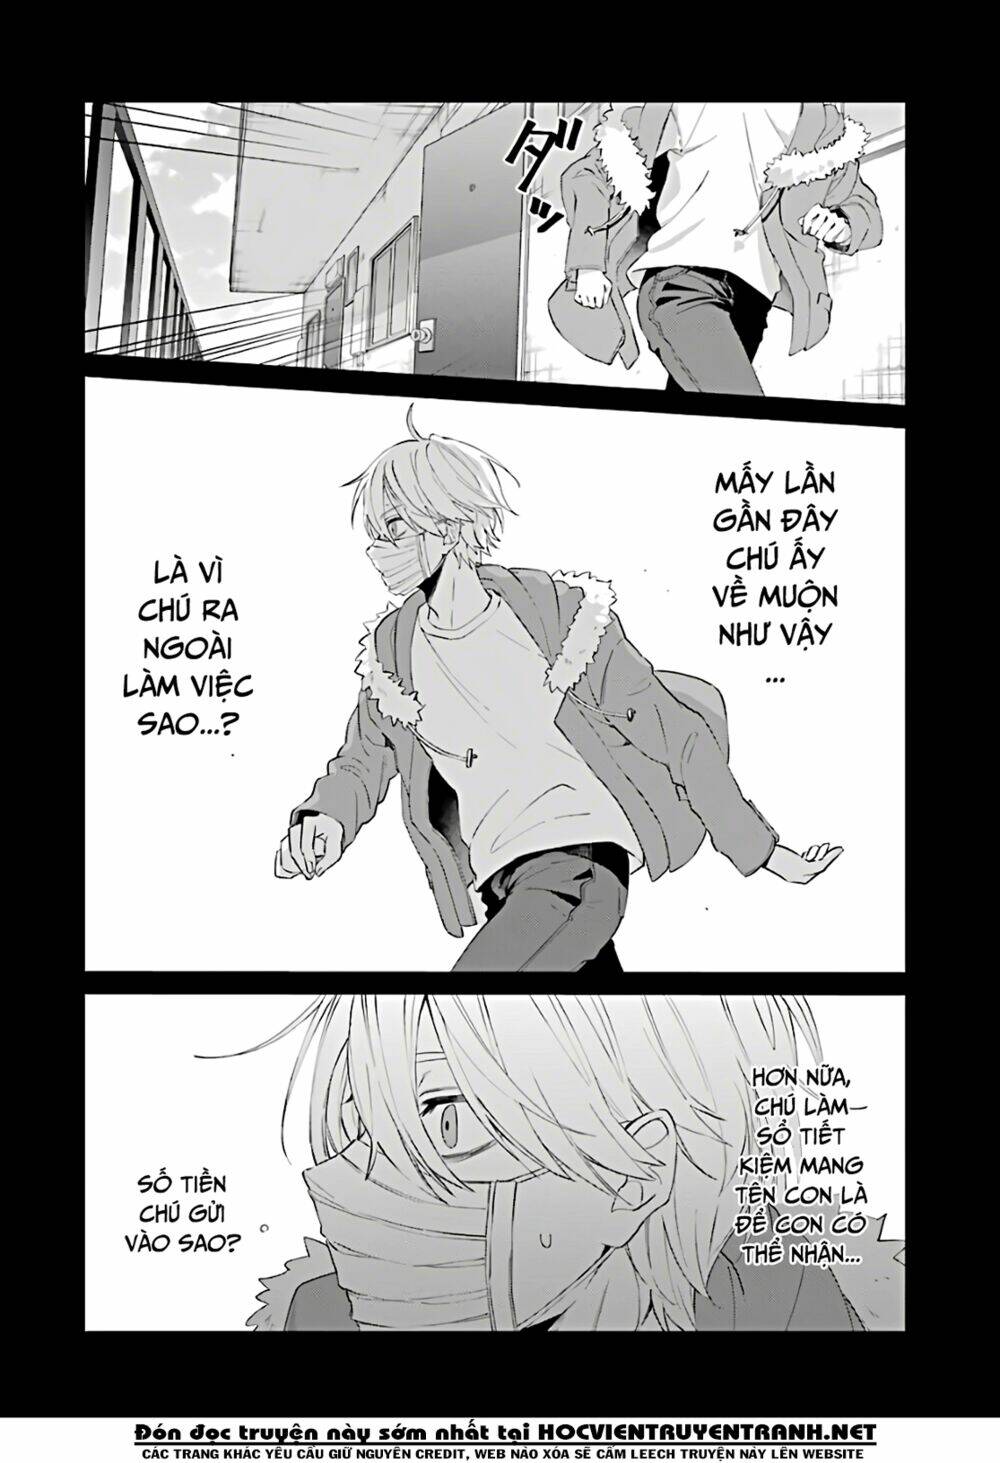 ダッ
MẤY LẦN
GẦN ĐÂY
CHÚ ẤY
VỀ MUỘN
NHƯ VẬY
...
LÀ VÌ
CHÚ RA
NGOÀI
LÀM VIỆC
SAO...?
HƠN NỮA,
CHÚ LÀM—
SỔ TIẾT
KIỆM MANG
TÊN CON LÀ
ĐỂ CON CÓ
THỂ NHẬN...
SỐ TIỀN
CHÚ GỬI
VÀO SAO?
Đón đọc truyện này sớm nhất tại HOCVIENTRUYENTRANH.NET
CÁC TRANG KHÁC YÊU CẦU GIỮ NGUYÊN CREDIT, WEB NÀO XÓA SẼ CẤM LEECH TRUYỆN NÀY LÊN WEBSITE